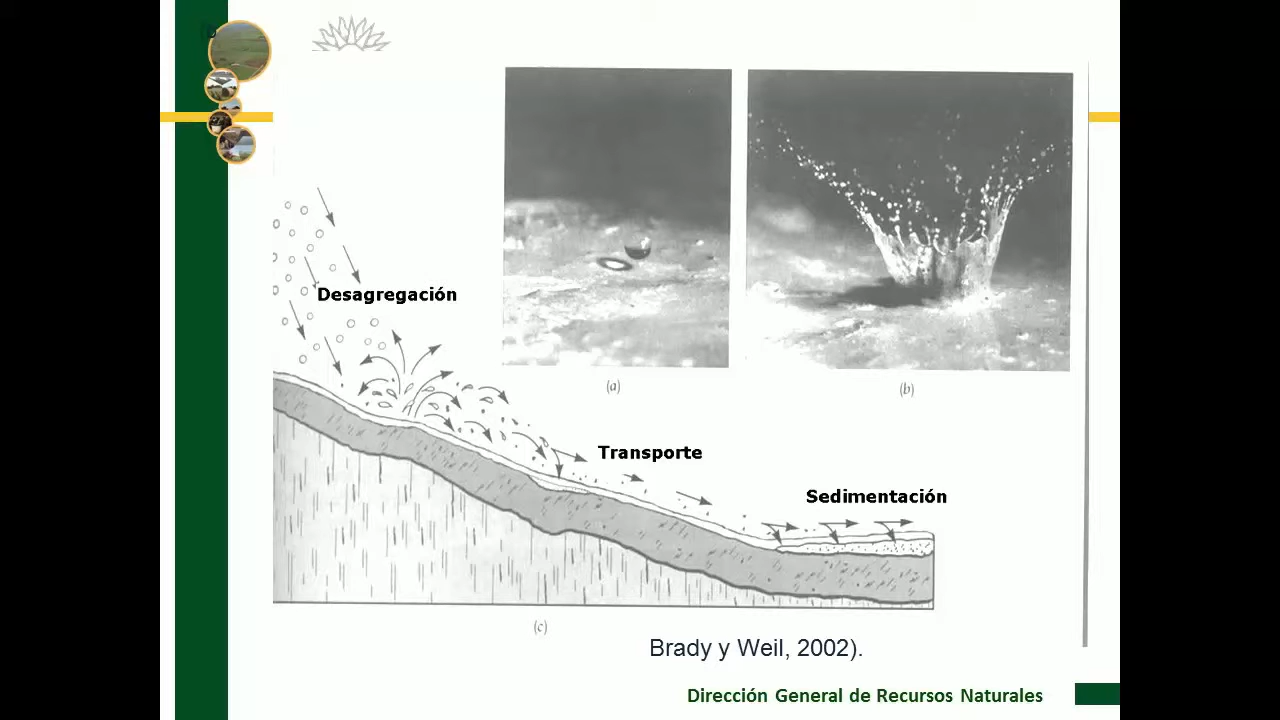 Desagregación
(a)
(b)
Transporte
Sedimentación
(c)
Brady y Weil, 2002).
Dirección General de Recursos Naturales